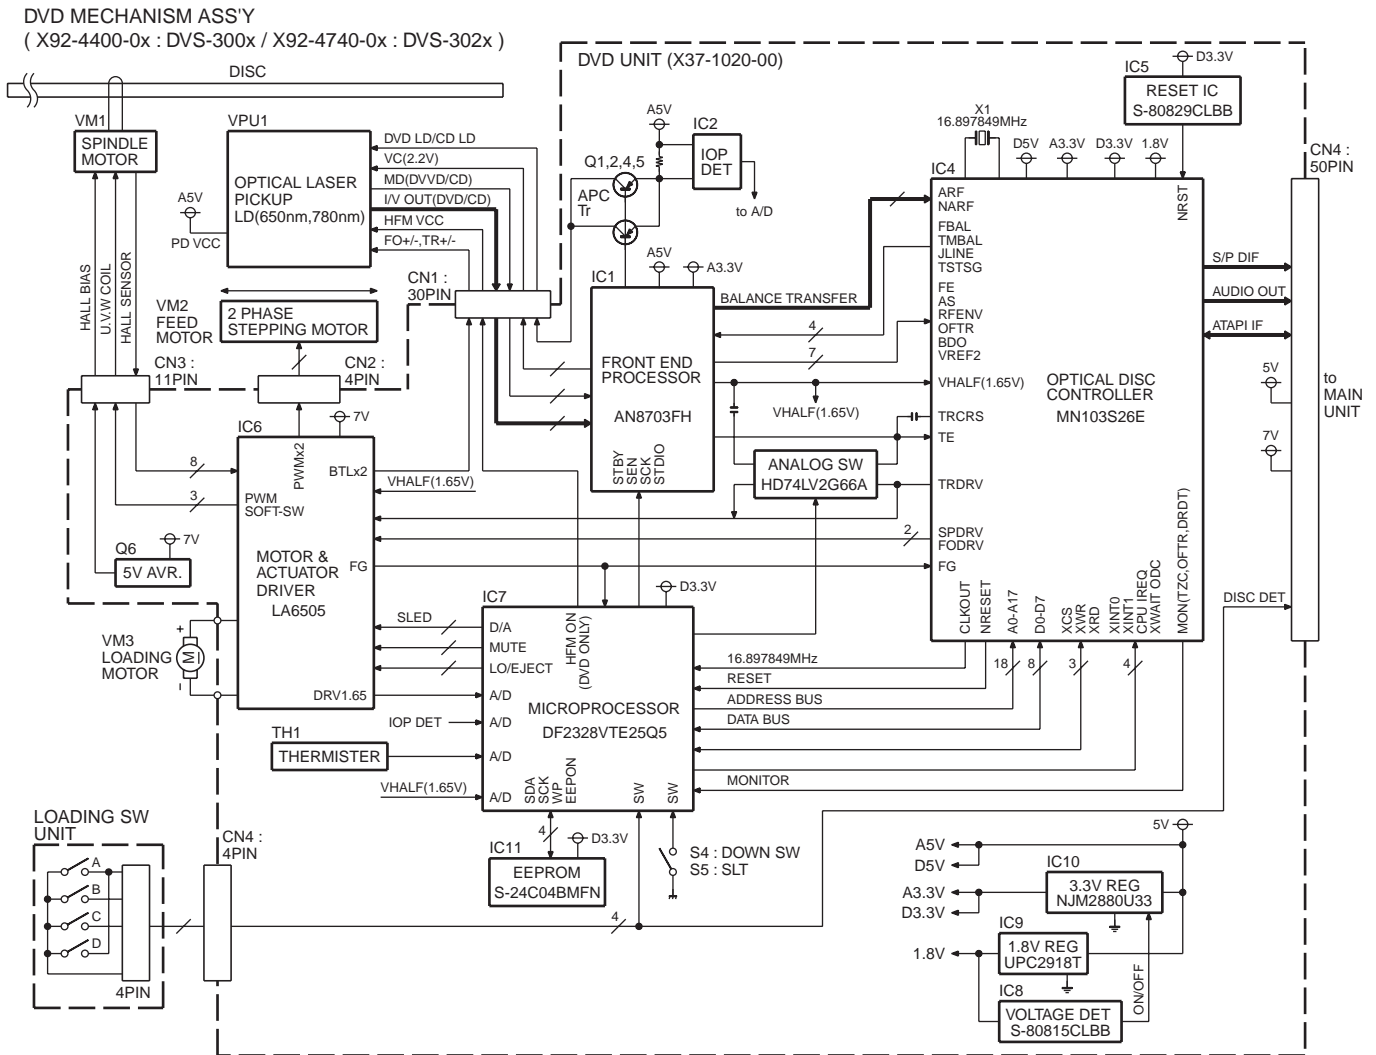 DVD MECHANISM ASS'Y
( X92-4400-0x : DVS-300x / X92-4740-0x : DVS-302x )
DISC
DVD UNIT (X37-1020-00)
VM1
SPINDLE
MOTOR
VPU1
OPTICAL LASER
PICKUP
LD(650nm,780nm)
A5V
PD VCC
DVD LD/CD LD
VC(2.2V)
MD(DVVD/CD)
I/V OUT(DVD/CD)
HFM VCC
FO+/-,TR+/-
HALL BIAS
U.V.W COIL
HALL SENSOR
VM2
FEED
MOTOR
2 PHASE
STEPPING MOTOR
CN1 :
30PIN
CN3 :
11PIN
CN2 :
4PIN
A5V
Q1,2,4,5
APC
Tr
IC2
IOP
DET
to A/D
IC1
A5V
A3.3V
FRONT END
PROCESSOR
AN8703FH
STBY
SEN
SCK
STDIO
BALANCE TRANSFER
4
7
VHALF(1.65V)
ANALOG SW
HD74LV2G66A
X1
16.897849MHz
IC5
D3.3V
RESET IC
S-80829CLBB
D5V
A3.3V
D3.3V
1.8V
IC4
ARF
NARF
NRST
FBAL
TMBAL
JLINE
TSTSG
FE
AS
RFENV
OFTR
BDO
VREF2
VHALF(1.65V)
TRCRS
TE
TRDRV
SPDRV
FODRV
FG
OPTICAL DISC
CONTROLLER
MN103S26E
CLKOUT
NRESET
A0-A17
D0-D7
XCS
XWR
XRD
XINT0
XINT1
CPU IREQ
XWAIT ODC
MON(TZC,OFTR,DRDT)
CN4 :
50PIN
S/P DIF
AUDIO OUT
ATAPI IF
5V
7V
to
MAIN
UNIT
DISC DET
IC6
7V
PWMx2
BTLx2
VHALF(1.65V)
8
3
PWM
SOFT-SW
MOTOR &
ACTUATOR
DRIVER
LA6505
FG
DRV1.65
Q6
7V
5V AVR.
VM3
LOADING
MOTOR
+
M
−
2
IC7
D3.3V
SLED
MUTE
LO/EJECT
D/A
MUTE
LO/EJECT
A/D
A/D
A/D
A/D
HFM ON
(DVD ONLY)
MICROPROCESSOR
DF2328VTE25Q5
SDA
SCK
WP
EEPON
SW
SW
IOP DET
TH1
THERMISTER
VHALF(1.65V)
16.897849MHz
RESET
ADDRESS BUS
DATA BUS
MONITOR
18
8
3
4
4
IC11
D3.3V
EEPROM
S-24C04BMFN
S4 : DOWN SW
S5 : SLT
LOADING SW
UNIT
A
B
C
D
4PIN
CN4 :
4PIN
4
5V
A5V
D5V
A3.3V
D3.3V
IC10
3.3V REG
NJM2880U33
1.8V
IC9
1.8V REG
UPC2918T
IC8
VOLTAGE DET
S-80815CLBB
ON/OFF